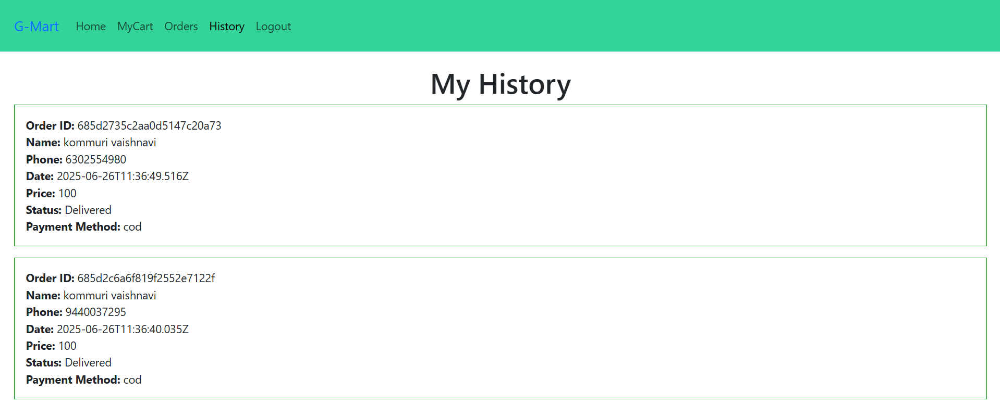 G-Mart Home MyCart Orders History Logout
My History
Order ID: 685d2735c2aa0d5147c20a73
Name: kommuri vaishnavi
Phone: 6302554980
Date: 2025-06-26T11:36:49.516Z
Price: 100
Status: Delivered
Payment Method: cod
Order ID: 685d2c6a6f819f2552e7122f
Name: kommuri vaishnavi
Phone: 9440037295
Date: 2025-06-26T11:36:40.035Z
Price: 100
Status: Delivered
Payment Method: cod